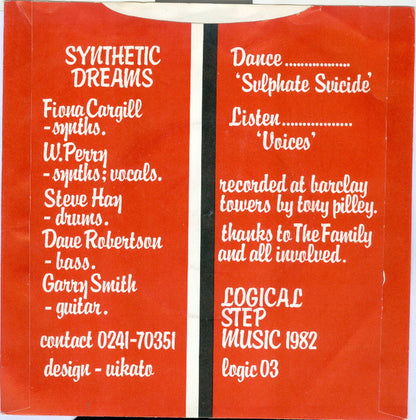 SYNTHETIC
DREAMS
Fiona Cargill
- synths.
W. Perry
- synths; vocals.
Steve Hay
- drums.
Dave Robertson
- bass.
Garry Smith
- guitar.
contact 0241-70351
design - vikato
Dance ..................
'Sulphate Suicide'
Listen ..................
'Voices'
recorded at barclay
towers by tony pilley.
thanks to The Family
and all involved.
LOGICAL
STEP
MUSIC 1982
logic 03